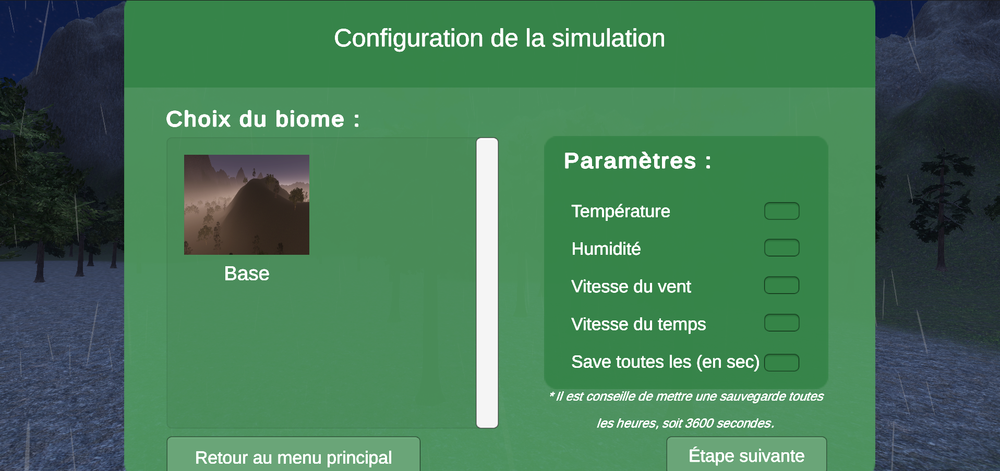 Configuration de la simulation
Choix du biome :
Base
Paramètres :
Température
Humidité
Vitesse du vent
Vitesse du temps
Save toutes les (en sec)
* Il est conseille de mettre une sauvegarde toutes
les heures, soit 3600 secondes.
Retour au menu principal
Étape suivante